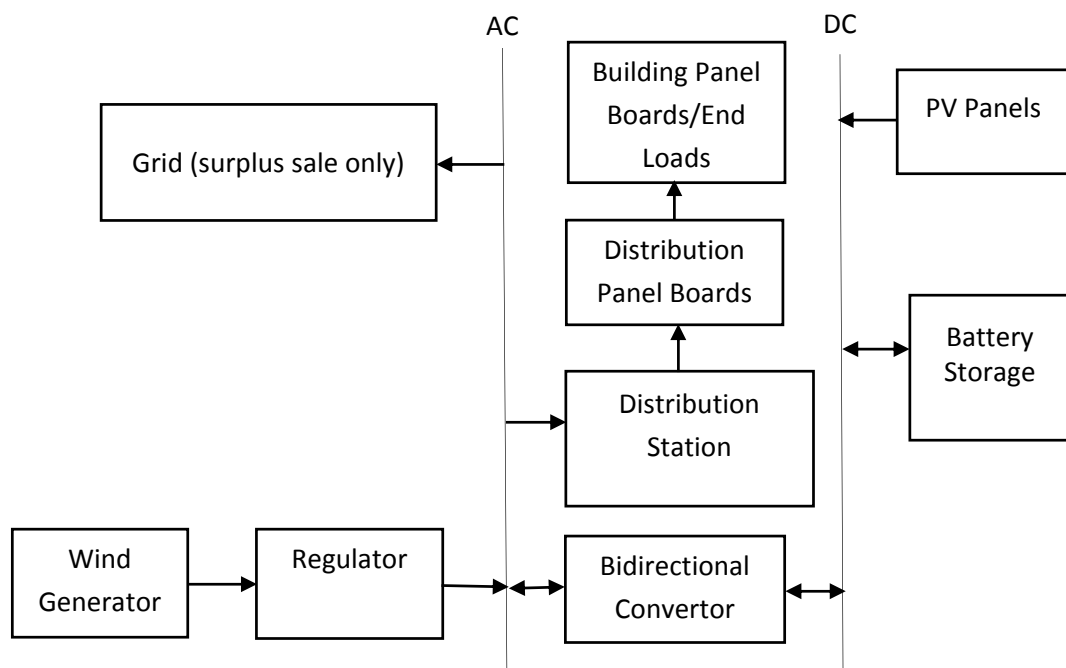 AC
DC
Building Panel
Boards/End
Loads
PV Panels
Grid (surplus sale only)
Distribution
Panel Boards
Battery
Storage
Distribution
Station
Wind
Generator
Regulator
Bidirectional
Convertor